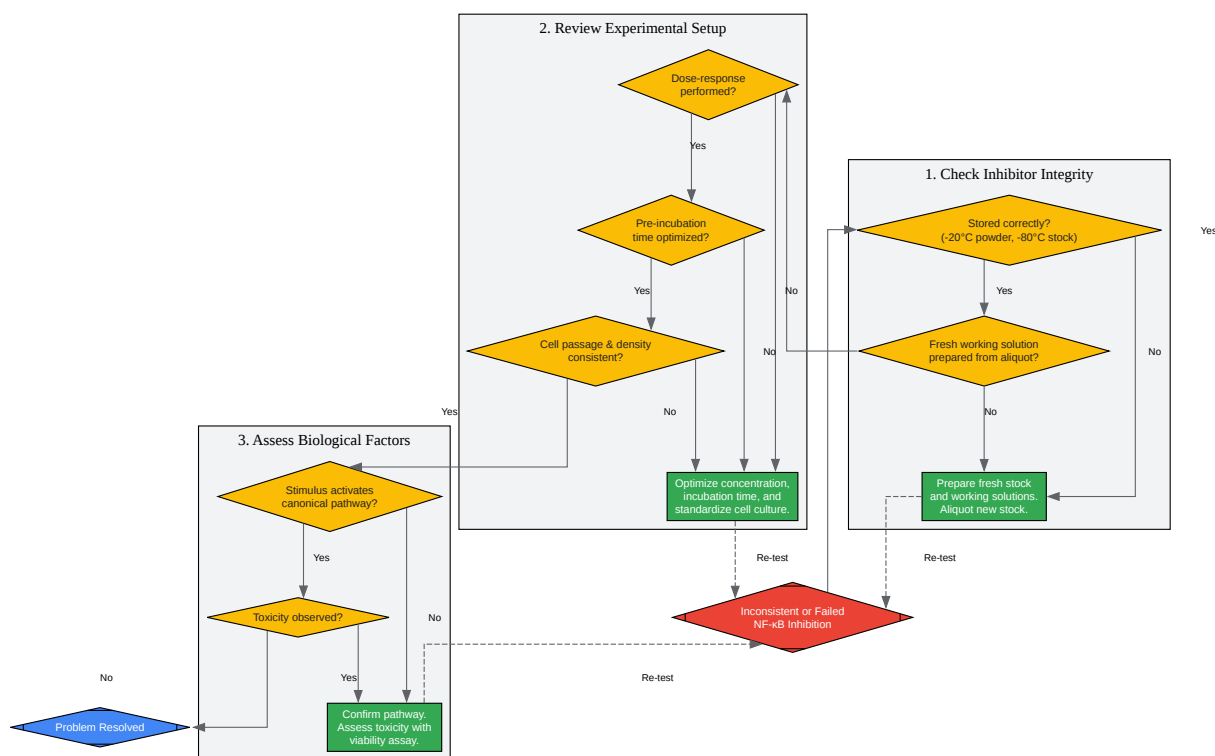 2. Review Experimental Setup
Dose-response
performed?
Yes
Pre-incubation
time optimized?
Yes
No
Cell passage & density
consistent?
No
No
Yes
Optimize concentration,
incubation time, and
standardize cell culture.
Re-test
1. Check Inhibitor Integrity
Stored correctly?
(-20°C powder, -80°C stock)
Yes
Yes
Fresh working solution
prepared from aliquot?
No
No
Prepare fresh stock
and working solutions.
Aliquot new stock.
Re-test
Inconsistent or Failed
NF-κB Inhibition
3. Assess Biological Factors
Stimulus activates
canonical pathway?
Yes
No
Toxicity observed?
Yes
No
Confirm pathway.
Assess toxicity with
viability assay.
Re-test
Problem Resolved